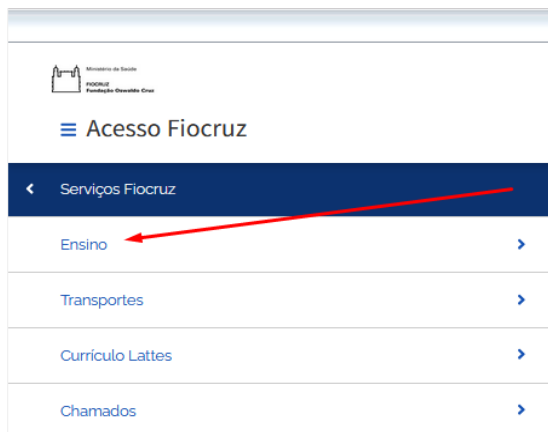 Ministério da Saúde
FIOCRUZ
Fundação Oswaldo Cruz
Acesso Fiocruz
Serviços Fiocruz
Ensino
Transportes
Currículo Lattes
Chamados